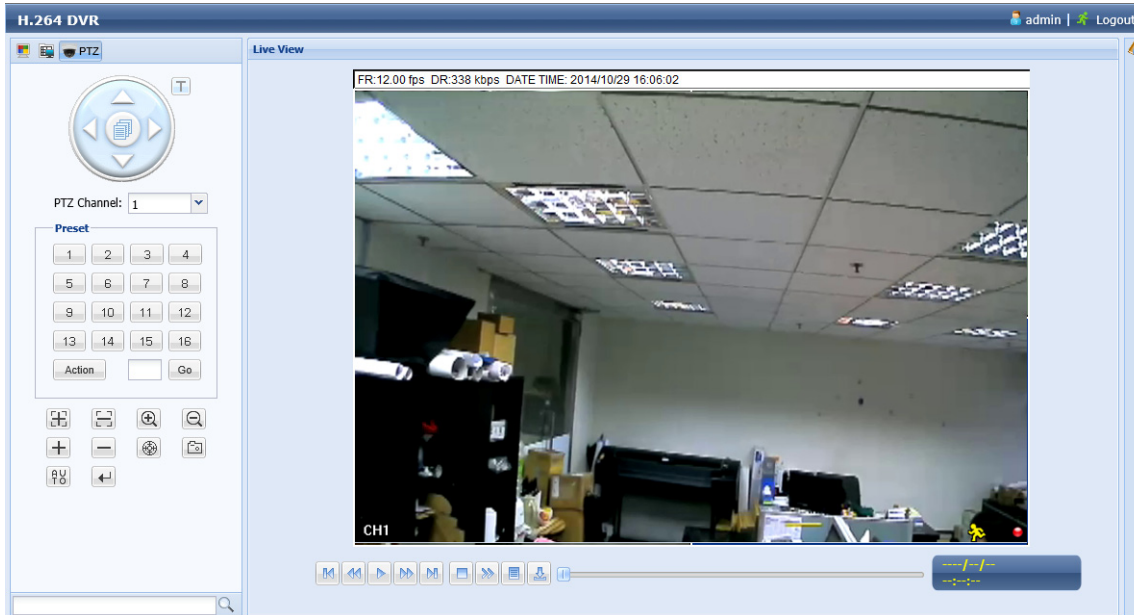 H.264 DVR
admin | Logout
PTZ
Live View
FR:12.00 fps DR:338 kbps DATE TIME: 2014/10/29 16:06:02
T
PTZ Channel: 1
Preset
1 2 3 4
5 6 7 8
9 10 11 12
13 14 15 16
Action Go
CH1
----/--/--
--:--:--